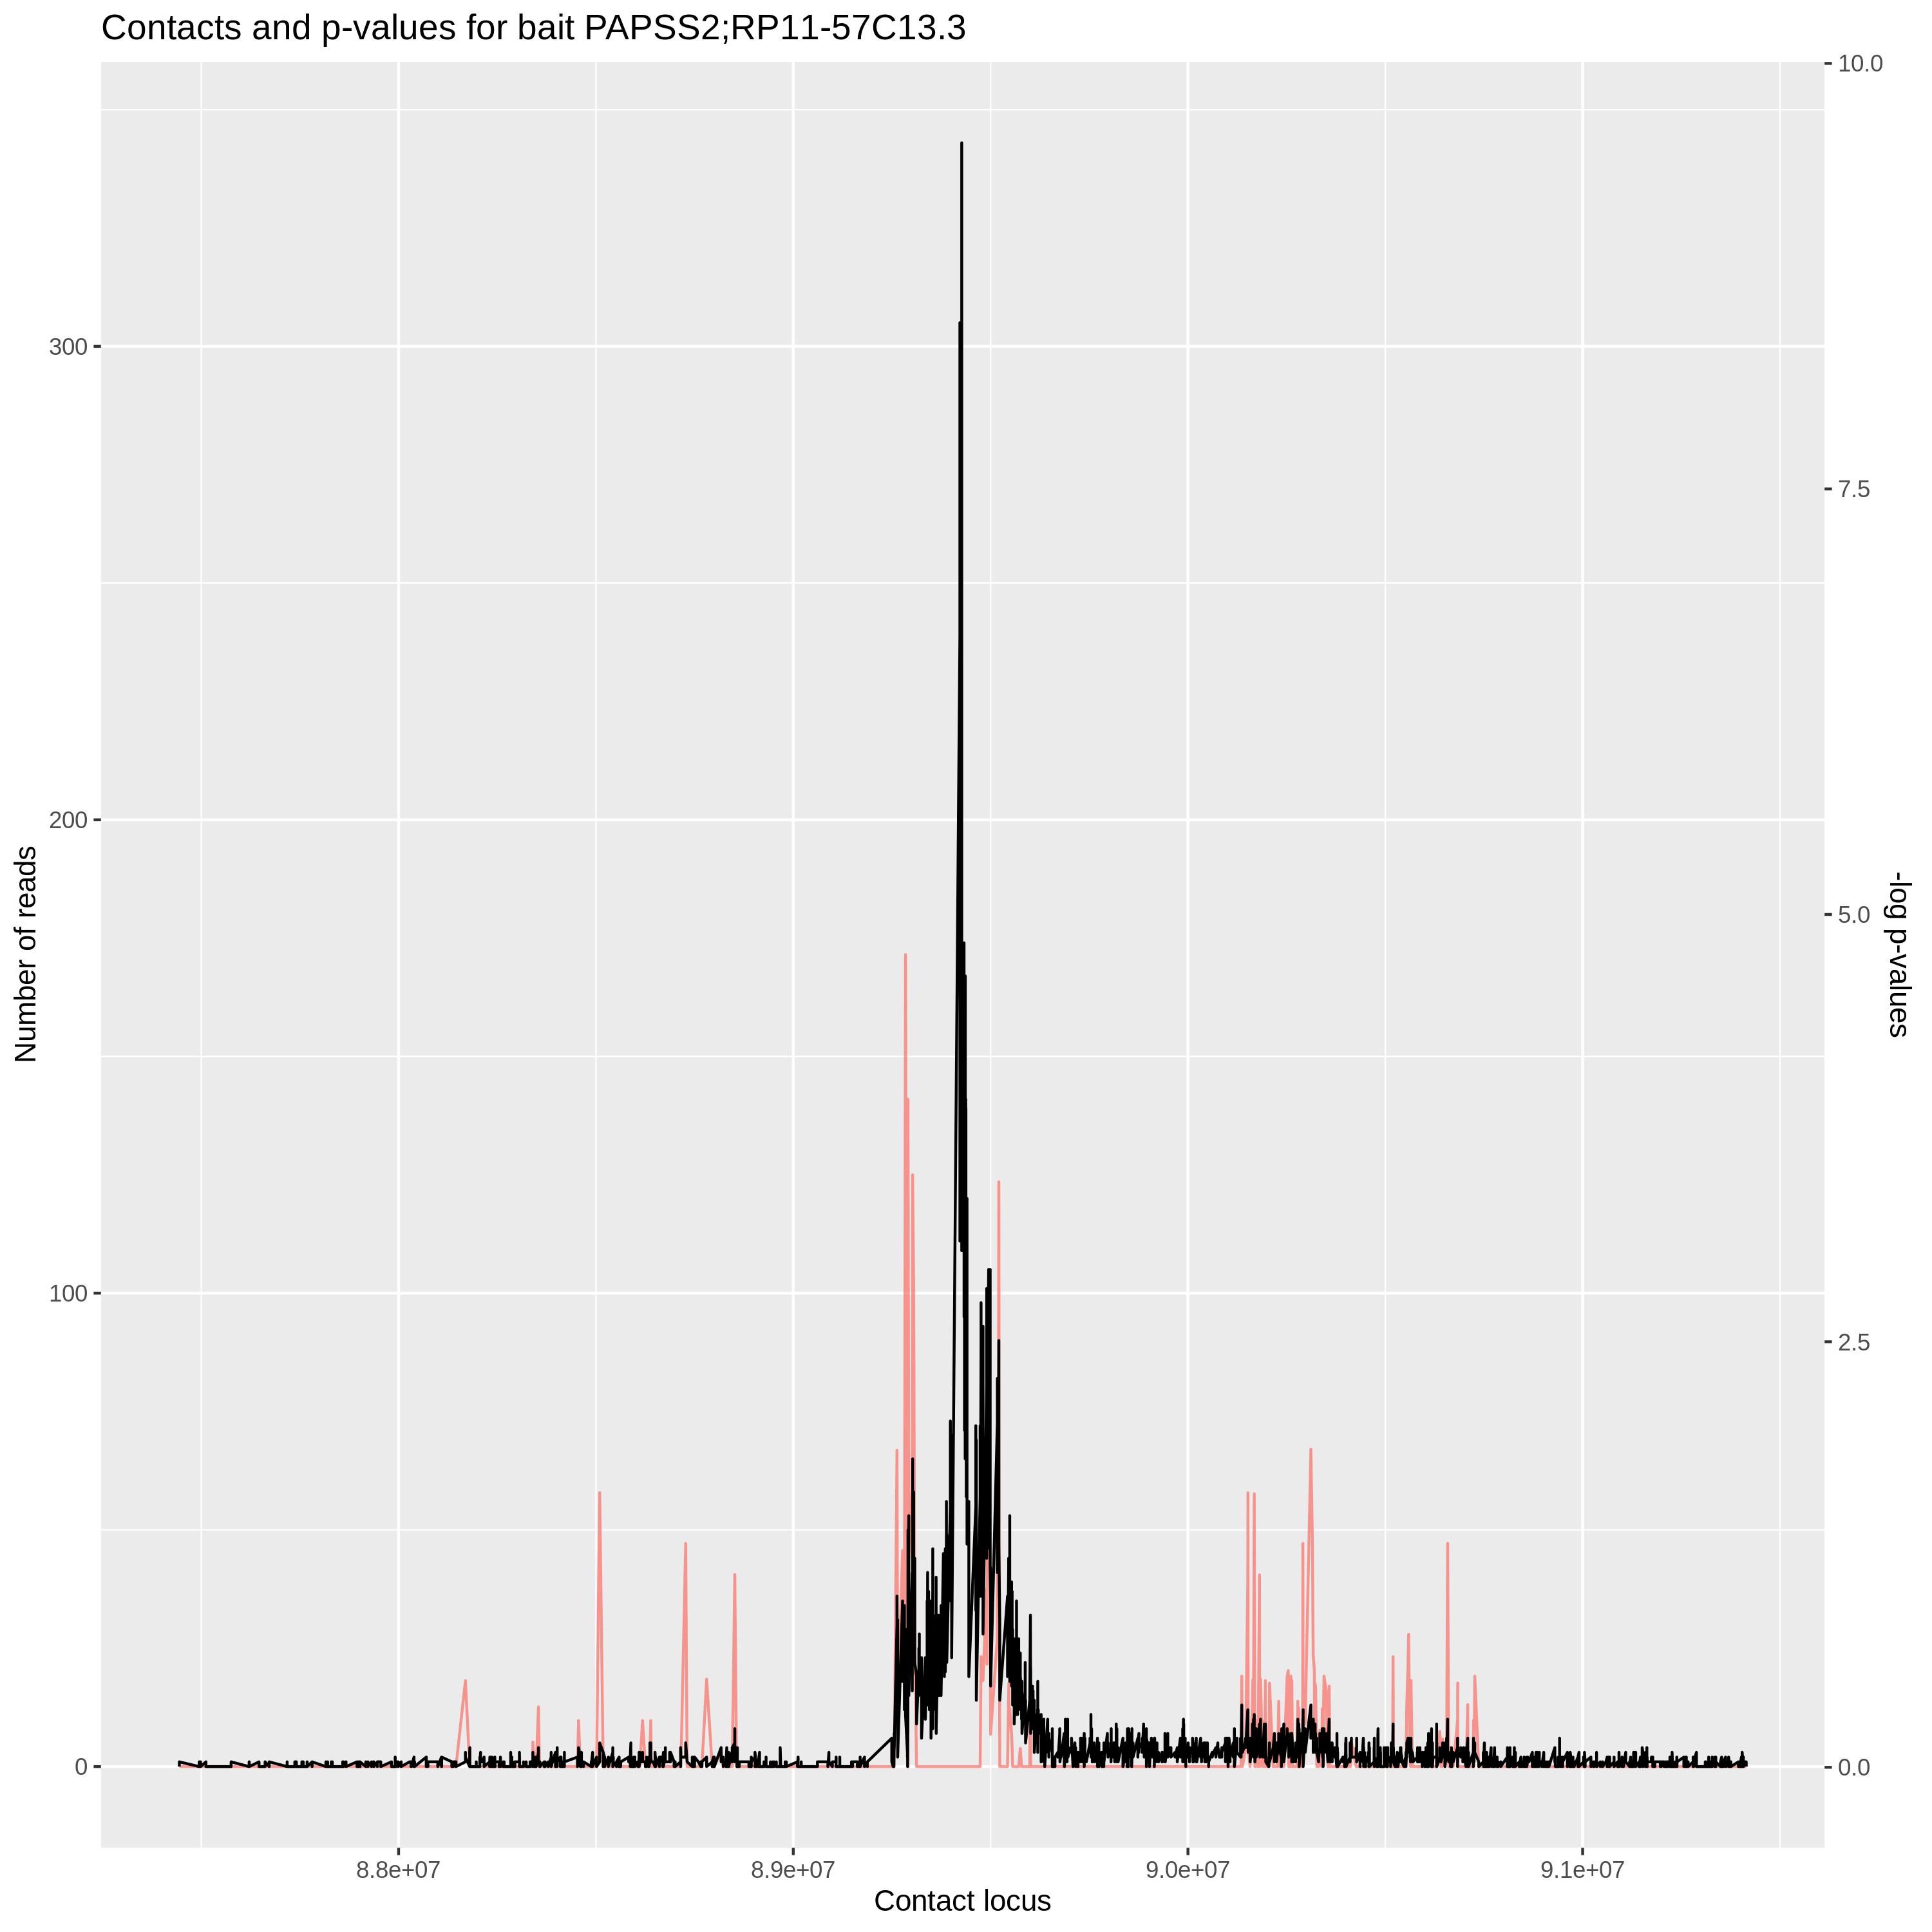 Contacts and p-values for bait PAPSS2;RP11-57C13.3
10.0
7.5
5.0
2.5
0.0
300
200
100
0
Number of reads
-log p-values
8.8e+07
8.9e+07
9.0e+07
9.1e+07
Contact locus